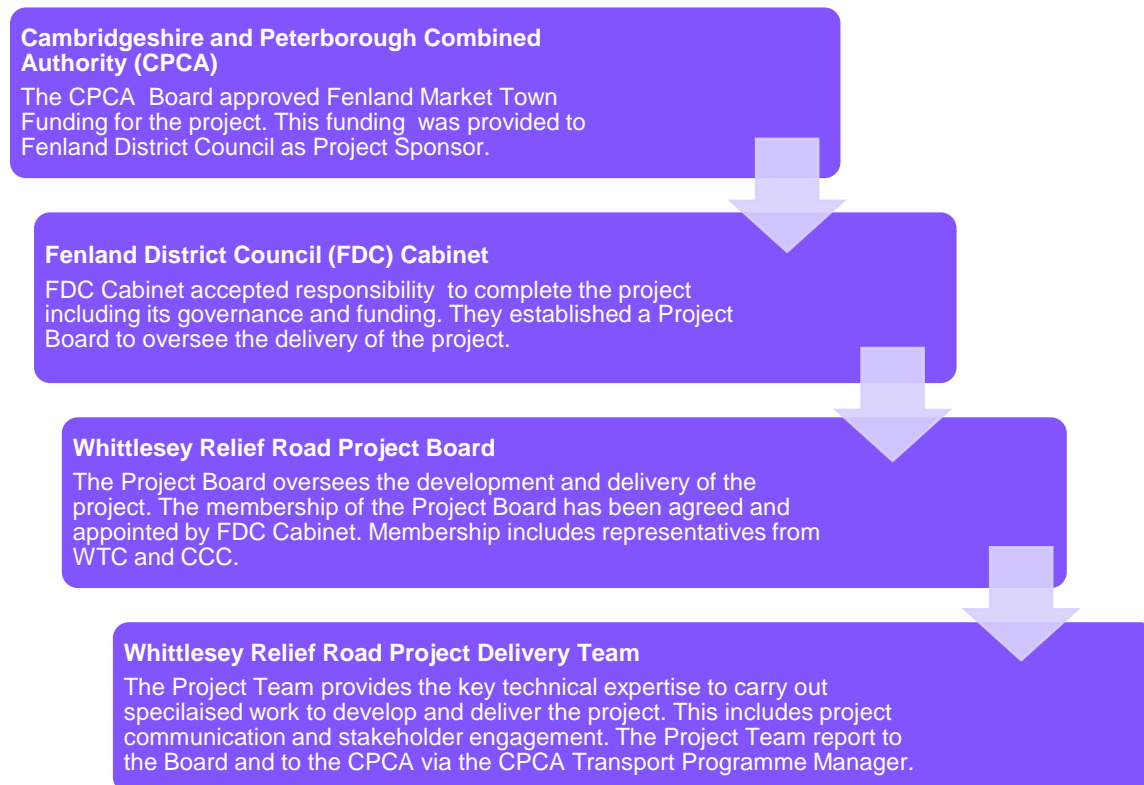 Cambridgeshire and Peterborough Combined
Authority (CPCA)
The CPCA  Board approved Fenland Market Town
Funding for the project. This funding  was provided to
Fenland District Council as Project Sponsor.
Fenland District Council (FDC) Cabinet
FDC Cabinet accepted responsibility  to complete the project
including its governance and funding. They established a Project
Board to oversee the delivery of the project.
Whittlesey Relief Road Project Board
The Project Board oversees the development and delivery of the
project. The membership of the Project Board has been agreed and
appointed by FDC Cabinet. Membership includes representatives from
WTC and CCC.
Whittlesey Relief Road Project Delivery Team
The Project Team provides the key technical expertise to carry out
specilaised work to develop and deliver the project. This includes project
communication and stakeholder engagement. The Project Team report to
the Board and to the CPCA via the CPCA Transport Programme Manager.